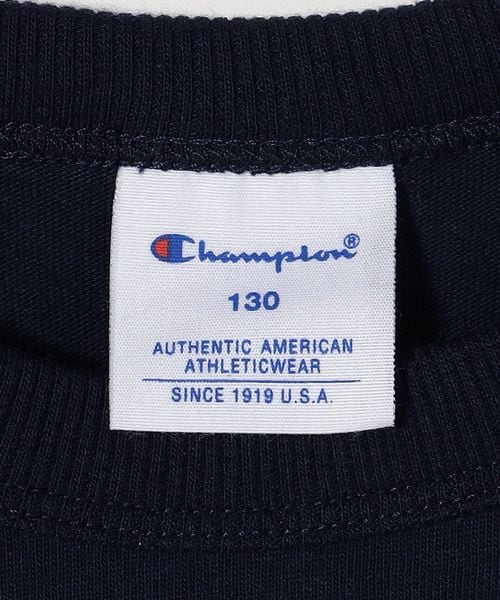 Champion®
130
AUTHENTIC AMERICAN
ATHLETICWEAR
SINCE 1919 U.S.A.